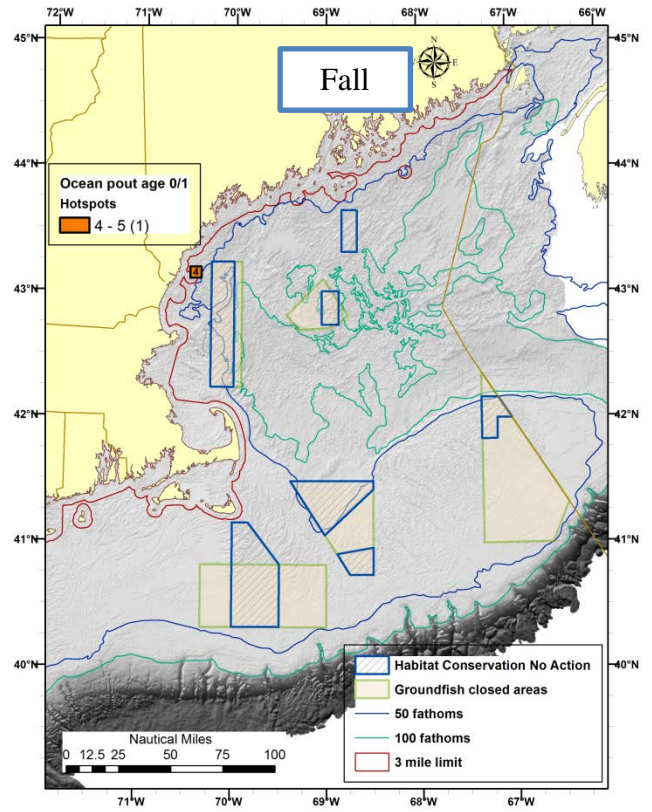 71°W 70°W 69°W 68°W 67°W 66°W
45°N 45°N
Fall
N
W E
S
44°N 44°N
Ocean pout age 0/1
Hotspots
4 - 5 (1)
4
43°N 43°N
42°N 42°N
41°N 41°N
40°N 40°N
Habitat Conservation No Action
Groundfish closed areas
50 fathoms
100 fathoms
3 mile limit
Nautical Miles
0 12.5 25 50 75 100
71°W 70°W 69°W 68°W 67°W